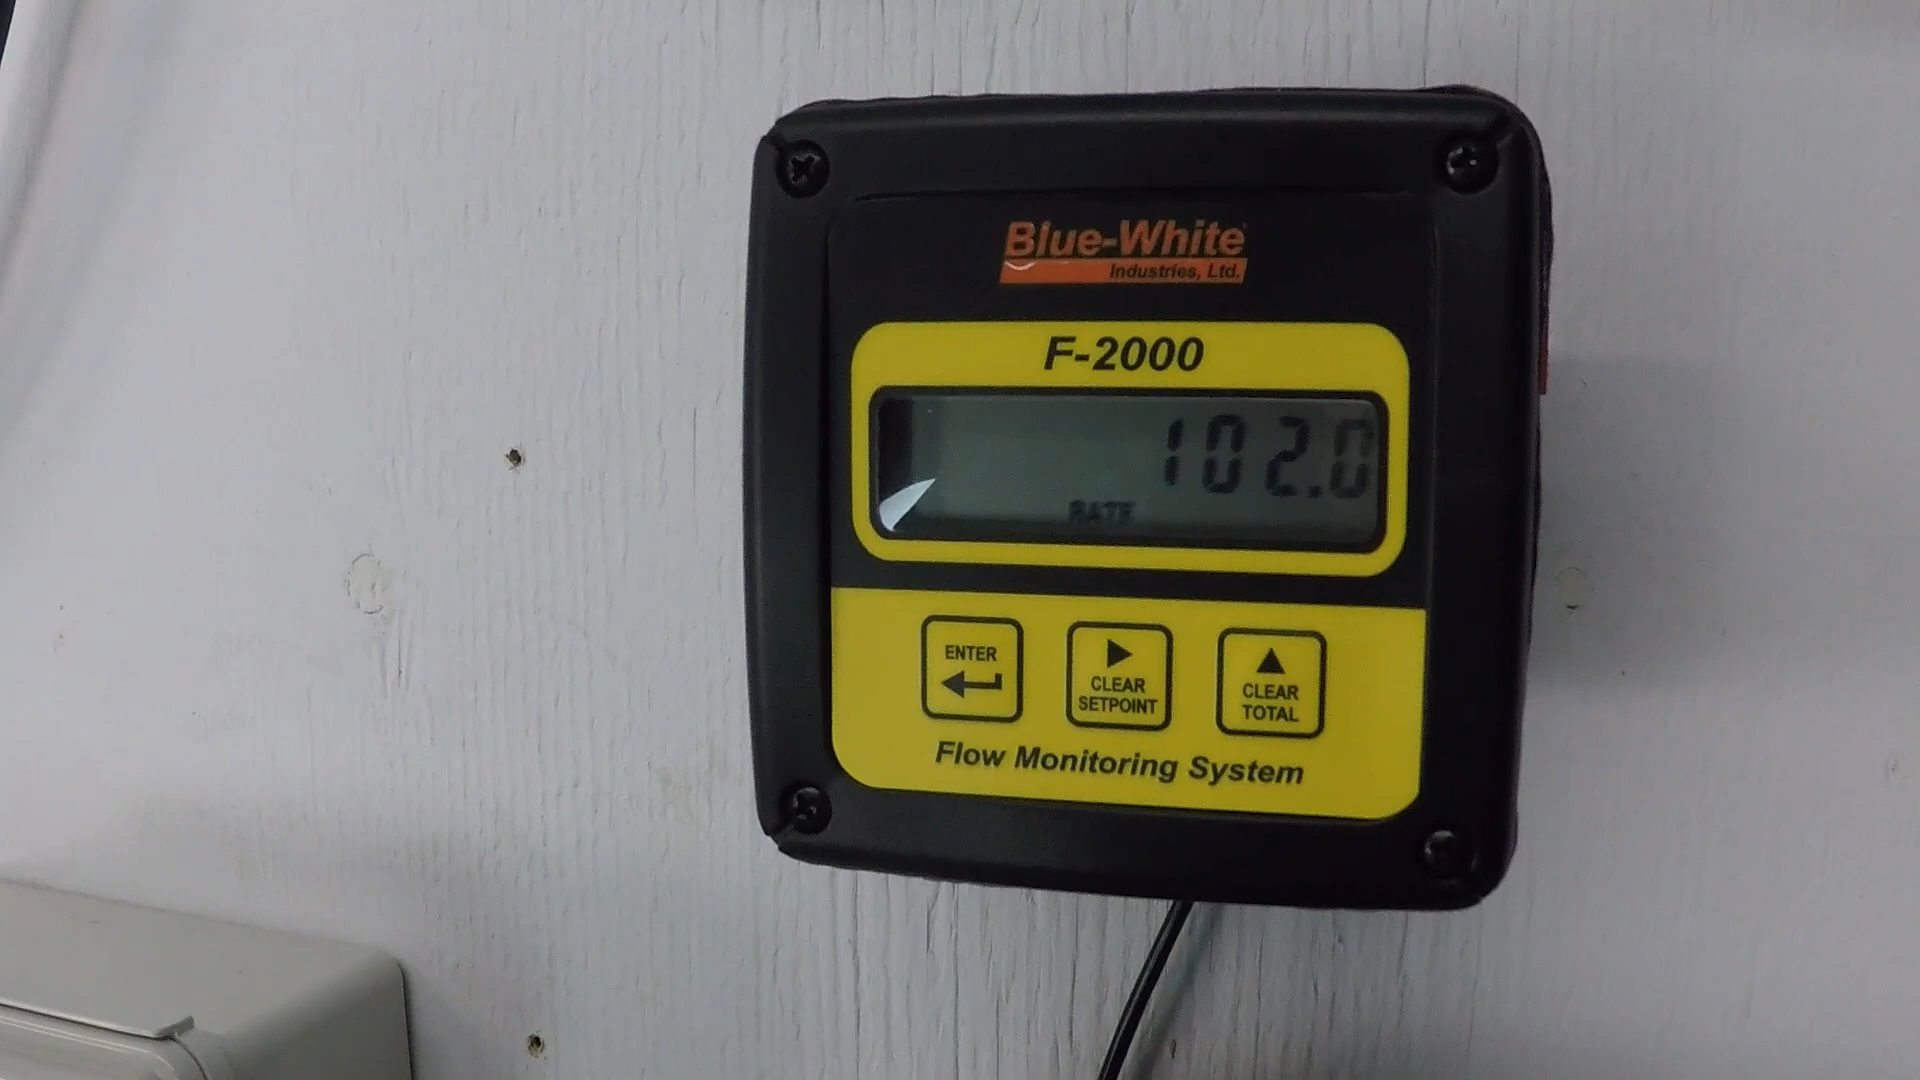 Blue-White
Industries, Ltd.
F-2000
102.0
RATE
ENTER
CLEAR
SETPOINT
CLEAR
TOTAL
Flow Monitoring System